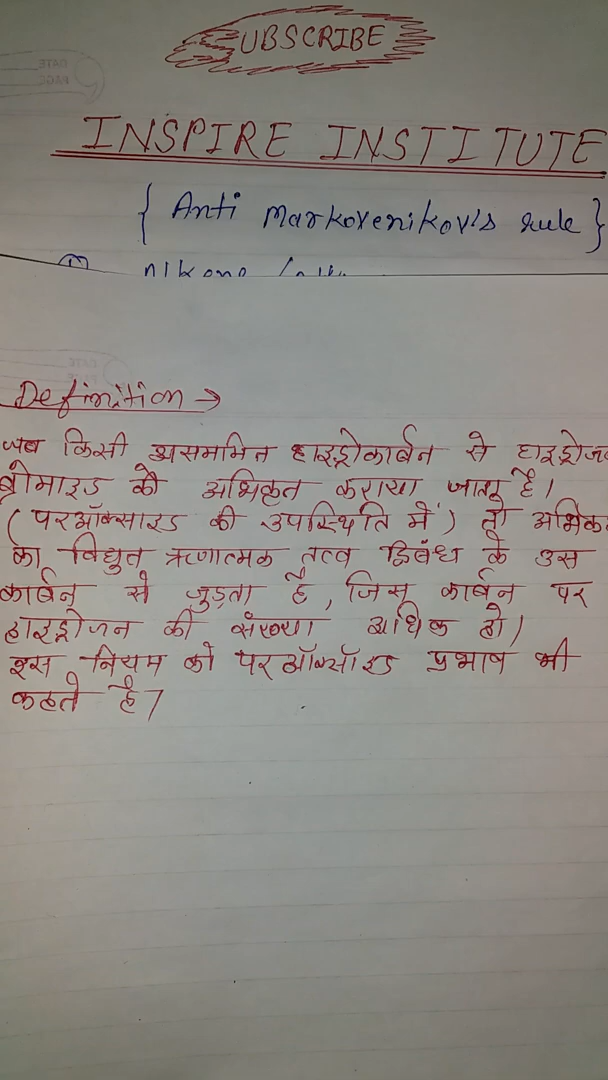 SUBSCRIBE
INSPIRE INSTITUTE
{ Anti Markovenikov's rule }
Definition →
जब किसी असममित हाइड्रोकार्बन से हाइड्रोजन
ब्रोमाइड की अभिकृत कराया जाता है।
(परऑक्साइड की उपस्थिति में) तो अभिक
का विधुत ऋणात्मक तत्व द्विबंध के उस
कार्बन से जुड़ता है, जिस कार्बन पर
हाइड्रोजन की संख्या अधिक हो।
इस नियम को परऑक्सॉइड प्रभाव भी
कहते है।